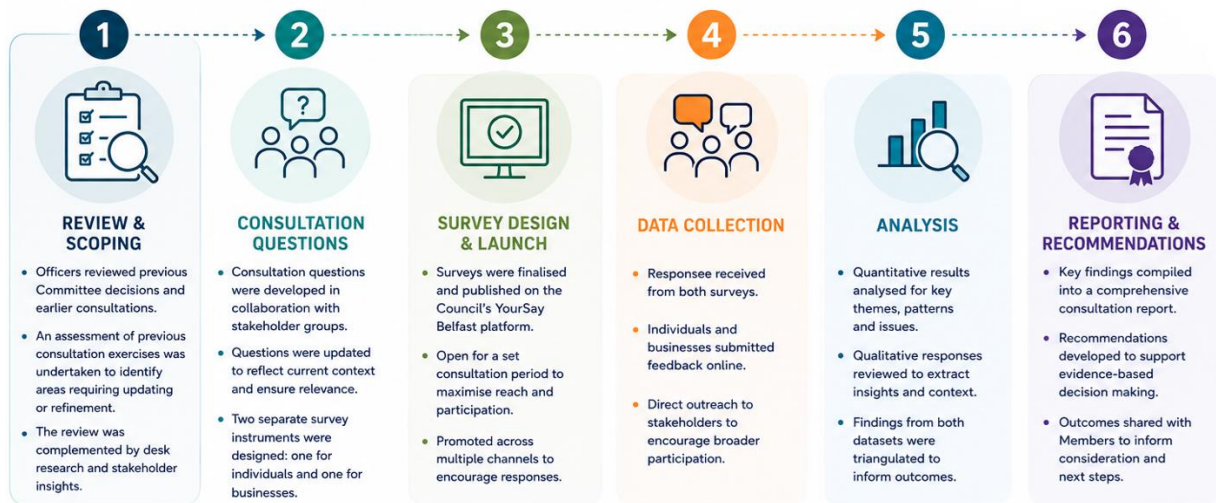 1
2
3
4
5
6
?
REVIEW &
SCOPING
• Officers reviewed previous
Committee decisions and
earlier consultations.
• An assessment of previous
consultation exercises was
undertaken to identify
areas requiring updating
or refinement.
• The review was
complemented by desk
research and stakeholder
insights.
CONSULTATION
QUESTIONS
• Consultation questions
were developed in
collaboration with
stakeholder groups.
• Questions were updated
to reflect current context
and ensure relevance.
• Two separate survey
instruments were
designed: one for
individuals and one for
businesses.
SURVEY DESIGN
& LAUNCH
• Surveys were finalised
and published on the
Council's YourSay
Belfast platform.
• Open for a set
consultation period to
maximise reach and
participation.
• Promoted across
multiple channels to
encourage responses.
DATA COLLECTION
• Responsee received
from both surveys.
• Individuals and
businesses submitted
feedback online.
• Direct outreach to
stakeholders to
encourage broader
participation.
ANALYSIS
• Quantitative results
analysed for key
themes, patterns
and issues.
• Qualitative responses
reviewed to extract
insights and context.
• Findings from both
datasets were
triangulated to
inform outcomes.
REPORTING &
RECOMMENDATIONS
• Key findings compiled
into a comprehensive
consultation report.
• Recommendations
developed to support
evidence-based
decision making.
• Outcomes shared with
Members to inform
consideration and
next steps.